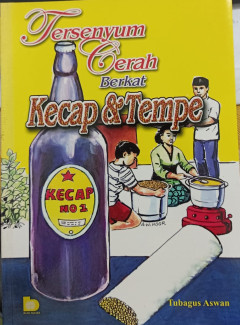 Tersenyum
Cerah
Berkat
Kecap & Tempe
KECAP
NO 1
Tubagus Aswan